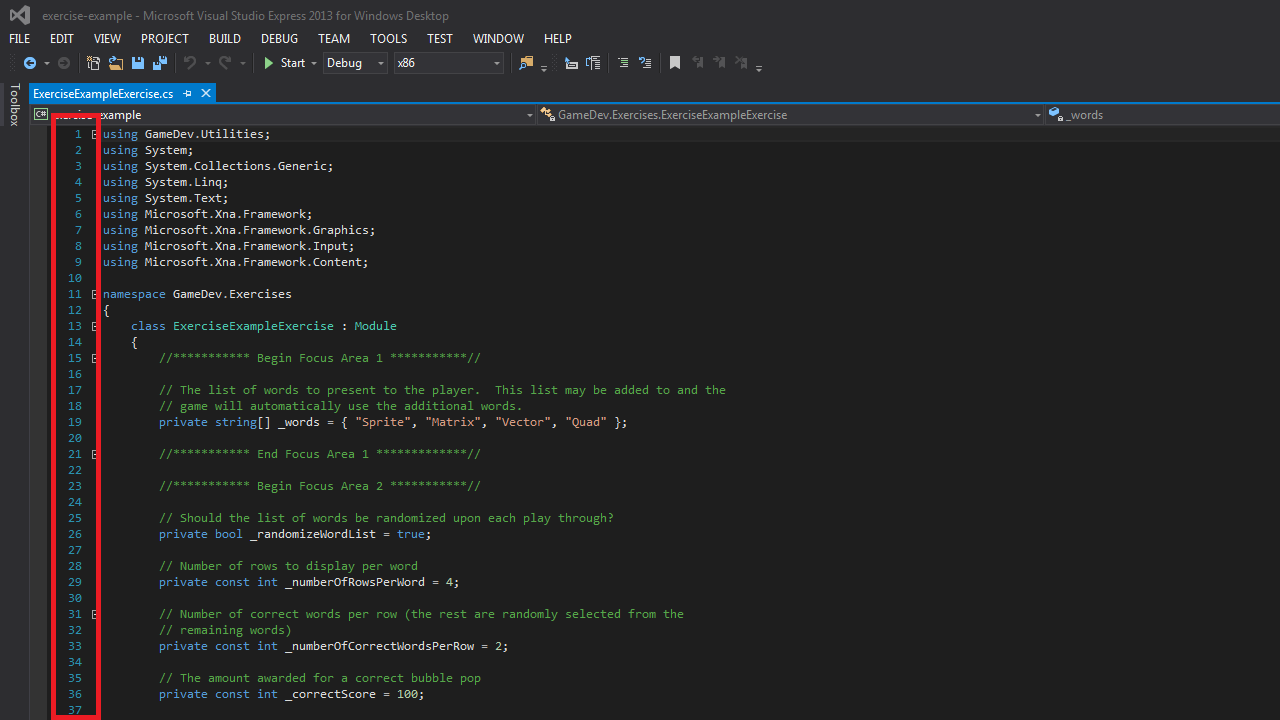 exercise-example - Microsoft Visual Studio Express 2013 for Windows Desktop
FILE EDIT VIEW PROJECT BUILD DEBUG TEAM TOOLS TEST WINDOW HELP
Start Debug x86
Toolbox
ExerciseExampleExercise.cs
C# exercise-example GameDev.Exercises.ExerciseExampleExercise _words
1 using GameDev.Utilities;
2 using System;
3 using System.Collections.Generic;
4 using System.Linq;
5 using System.Text;
6 using Microsoft.Xna.Framework;
7 using Microsoft.Xna.Framework.Graphics;
8 using Microsoft.Xna.Framework.Input;
9 using Microsoft.Xna.Framework.Content;
10
11 namespace GameDev.Exercises
12 {
13 class ExerciseExampleExercise : Module
14 {
15 //*********** Begin Focus Area 1 ***********//
16
17 // The list of words to present to the player.  This list may be added to and the
18 // game will automatically use the additional words.
19 private string[] _words = { "Sprite", "Matrix", "Vector", "Quad" };
20
21 //*********** End Focus Area 1 *************//
22
23 //*********** Begin Focus Area 2 ***********//
24
25 // Should the list of words be randomized upon each play through?
26 private bool _randomizeWordList = true;
27
28 // Number of rows to display per word
29 private const int _numberOfRowsPerWord = 4;
30
31 // Number of correct words per row (the rest are randomly selected from the
32 // remaining words)
33 private const int _numberOfCorrectWordsPerRow = 2;
34
35 // The amount awarded for a correct bubble pop
36 private const int _correctScore = 100;
37